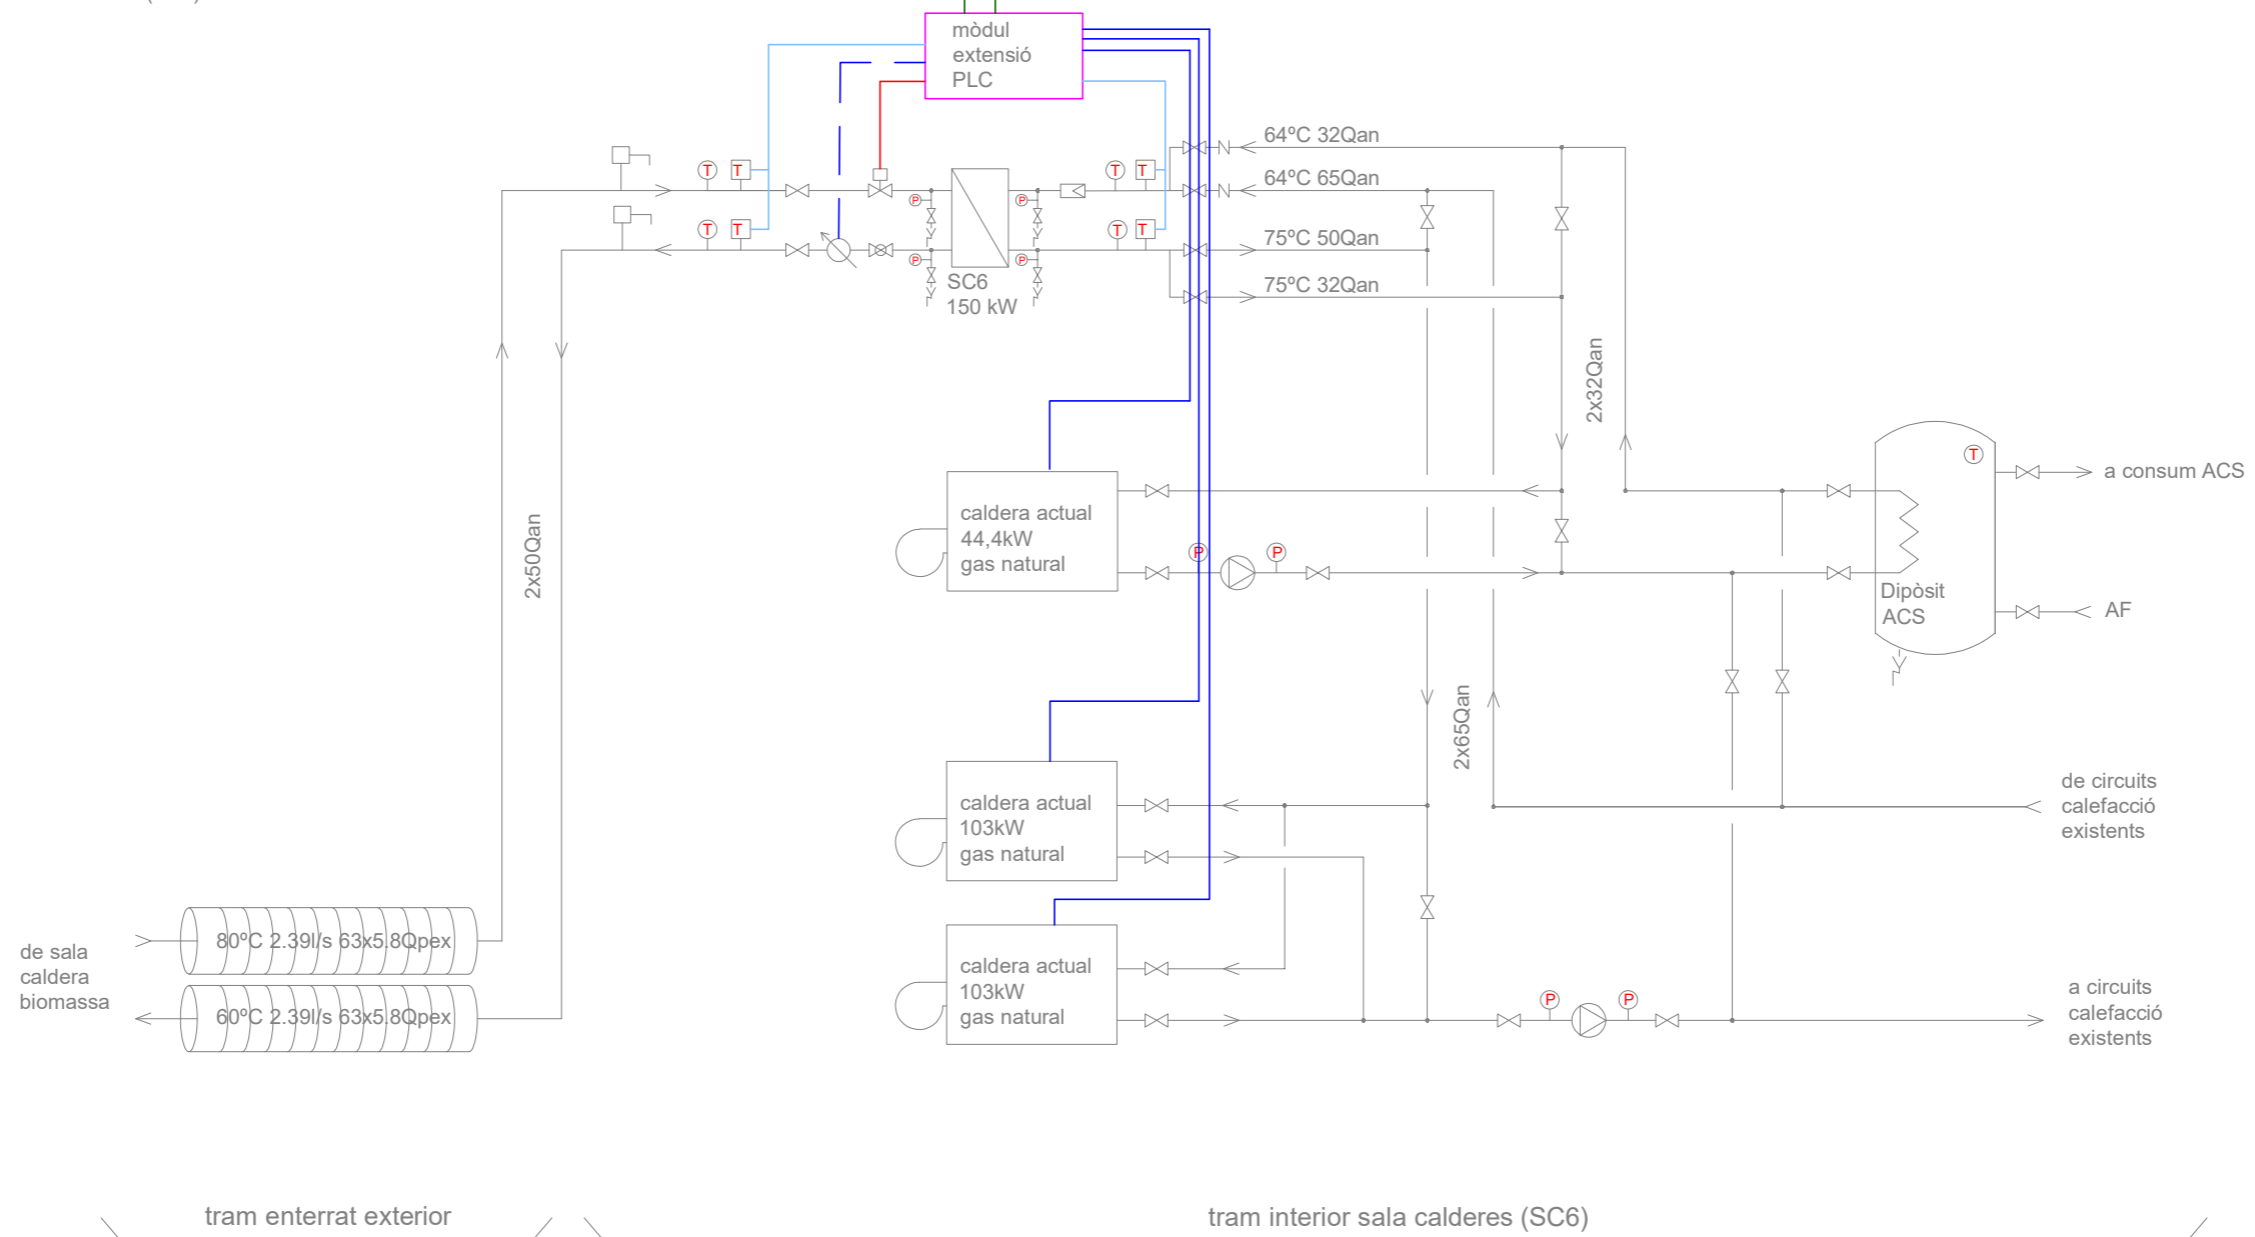 mòdul
extensió
PLC
64ºC 32Qan
64ºC 65Qan
75ºC 50Qan
75ºC 32Qan
T
T
T
T
T
T
T
T
P
P
P
P
SC6
150 kW
2x32Qan
2x50Qan
caldera actual
44,4kW
gas natural
P
P
T
a consum ACS
Dipòsit
ACS
AF
2x65Qan
caldera actual
103kW
gas natural
de circuits
calefacció
existents
de sala
caldera
biomassa
80ºC 2.39l/s 63x5.8Qpex
60ºC 2.39l/s 63x5.8Qpex
caldera actual
103kW
gas natural
P
P
a circuits
calefacció
existents
tram enterrat exterior
tram interior sala calderes (SC6)